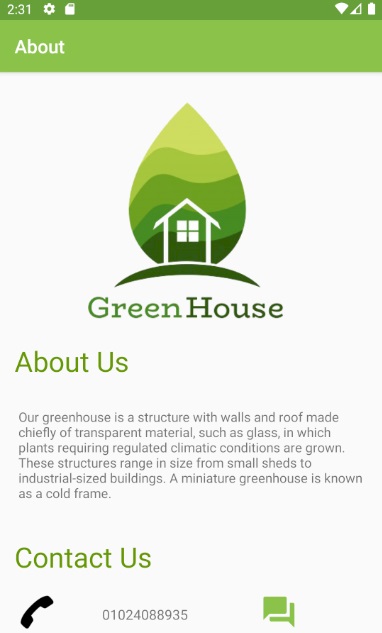 2:31
About
GreenHouse
About Us
Our greenhouse is a structure with walls and roof made
chiefly of transparent material, such as glass, in which
plants requiring regulated climatic conditions are grown.
These structures range in size from small sheds to
industrial-sized buildings. A miniature greenhouse is known
as a cold frame.
Contact Us
01024088935